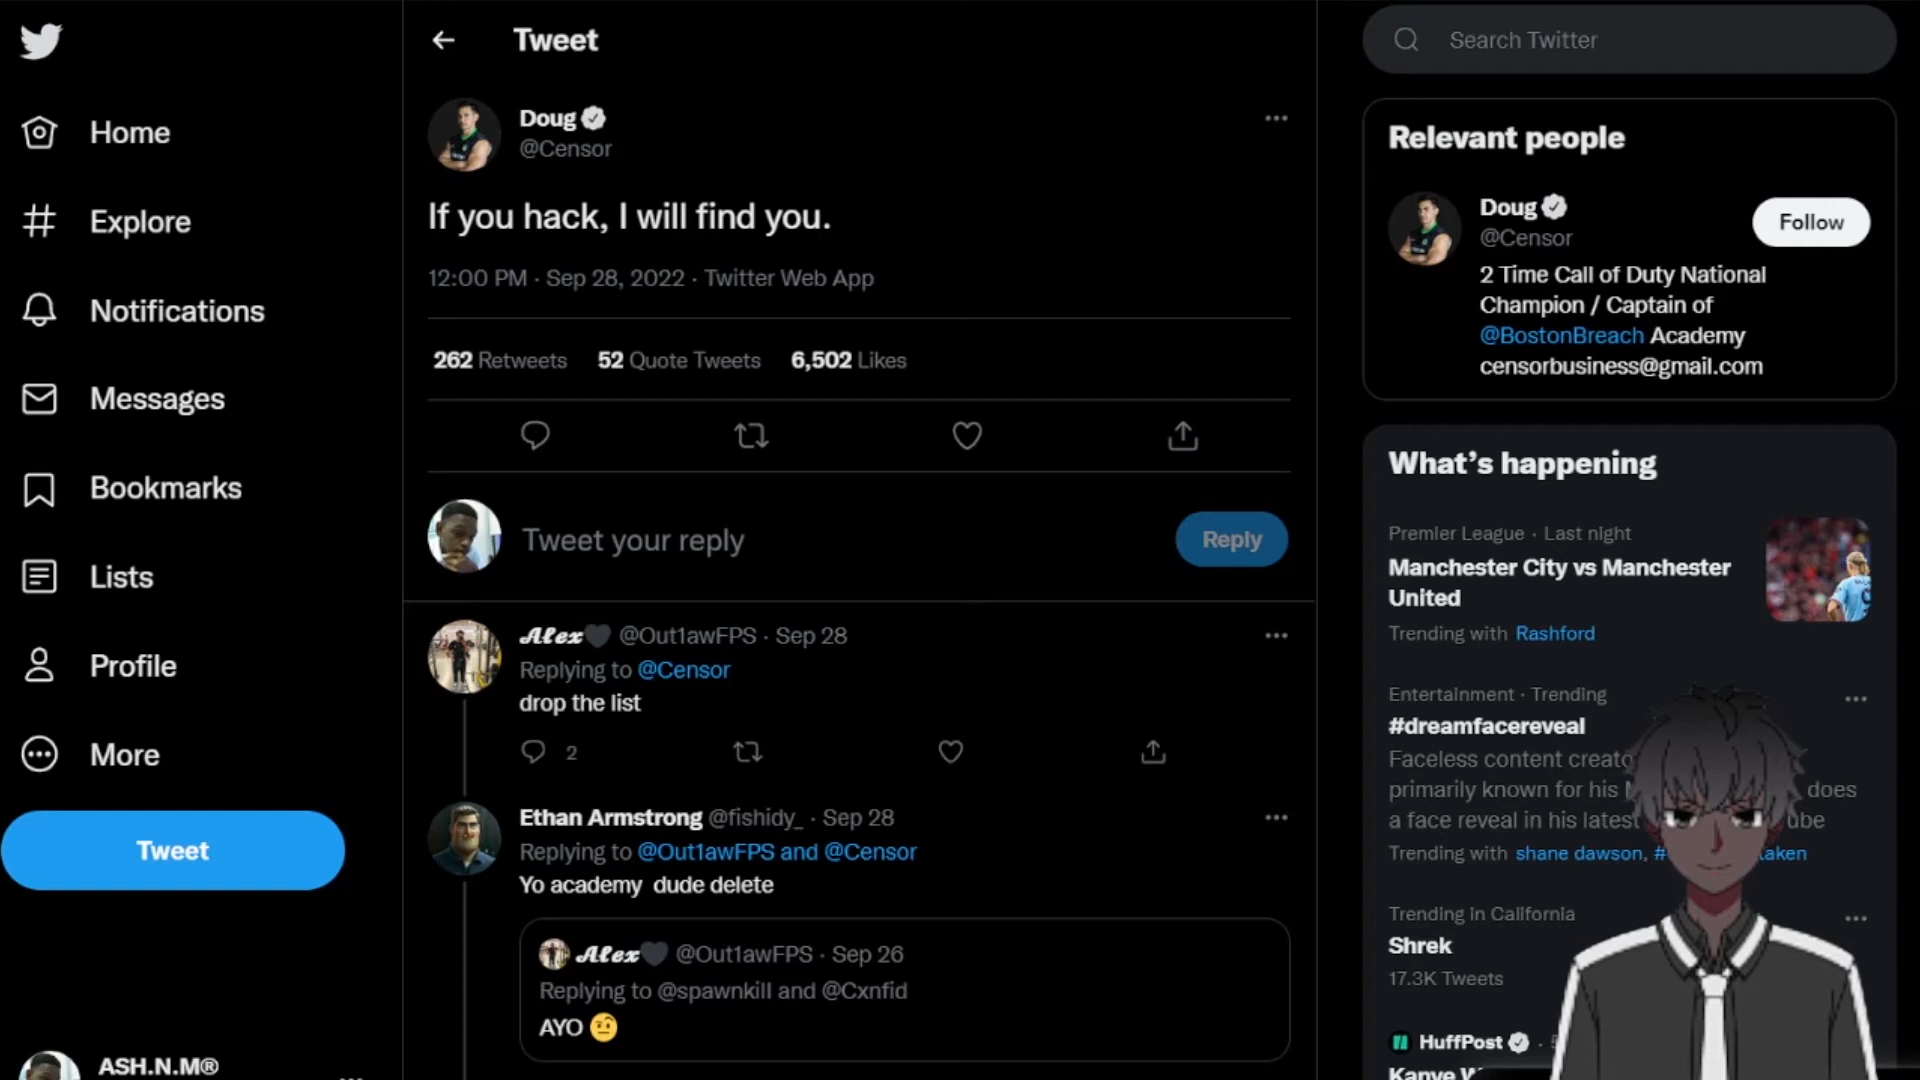 Home
Explore
Notifications
Messages
Bookmarks
Lists
Profile
More
Tweet
ASH.N.M®
Tweet
Doug
@Censor
If you hack, I will find you.
12:00 PM · Sep 28, 2022 · Twitter Web App
262 Retweets 52 Quote Tweets 6,502 Likes
Tweet your reply
Reply
Alex🖤 @Out1awFPS · Sep 28
Replying to @Censor
drop the list
2
Ethan Armstrong @fishidy_ · Sep 28
Replying to @Out1awFPS and @Censor
Yo academy dude delete
Alex🖤 @Out1awFPS · Sep 26
Replying to @spawnkill and @Cxnfid
AYO 🤨
Search Twitter
Relevant people
Doug
@Censor
Follow
2 Time Call of Duty National
Champion / Captain of
@BostonBreach Academy
censorbusiness@gmail.com
What's happening
Premier League · Last night
Manchester City vs Manchester
United
Trending with Rashford
Entertainment · Trending
#dreamfacereveal
Faceless content
primarily known for his does
a face reveal in his latest
Trending with shane dawson,
Trending in California
Shrek
17.3K Tweets
HuffPost
Kanye